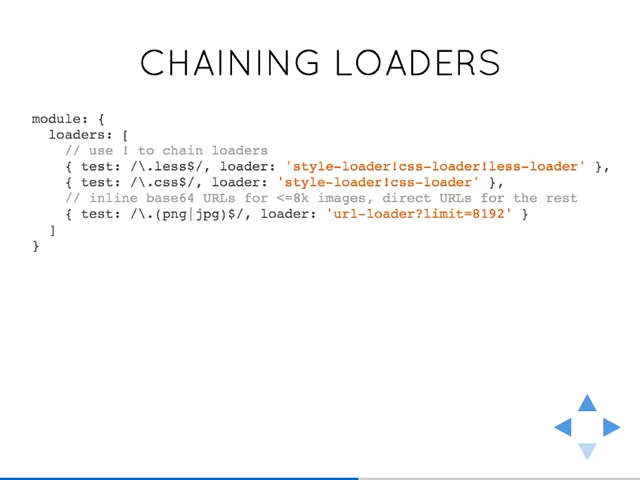 CHAINING LOADERS
module: {
  loaders: [
    // use ! to chain loaders
    { test: /\.less$/, loader: 'style-loader!css-loader!less-loader' },
    { test: /\.css$/, loader: 'style-loader!css-loader' },
    // inline base64 URLs for <=8k images, direct URLs for the rest
    { test: /\.(png|jpg)$/, loader: 'url-loader?limit=8192' }
  ]
}